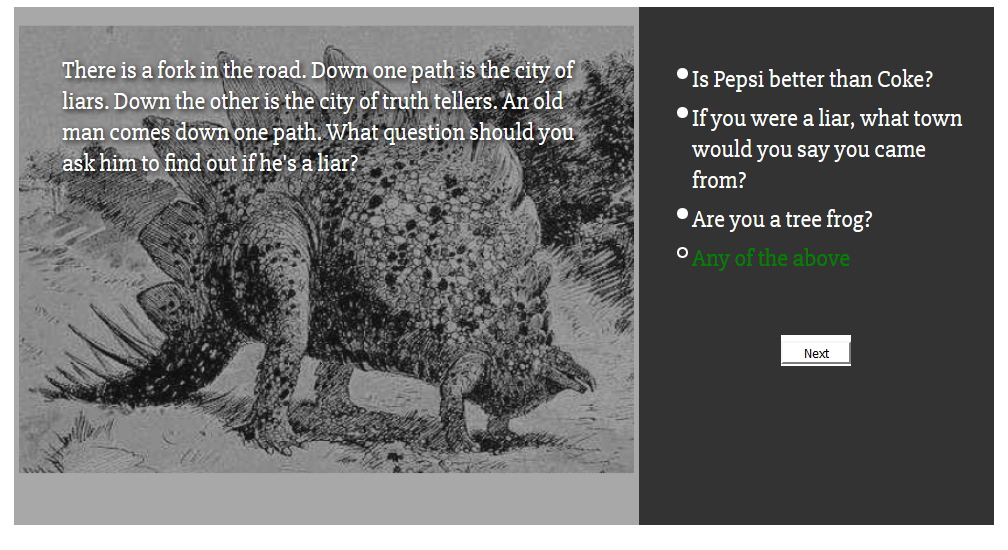 There is a fork in the road. Down one path is the city of
liars. Down the other is the city of truth tellers. An old
man comes down one path. What question should you
ask him to find out if he's a liar?
Is Pepsi better than Coke?
If you were a liar, what town
would you say you came
from?
Are you a tree frog?
Any of the above
Next